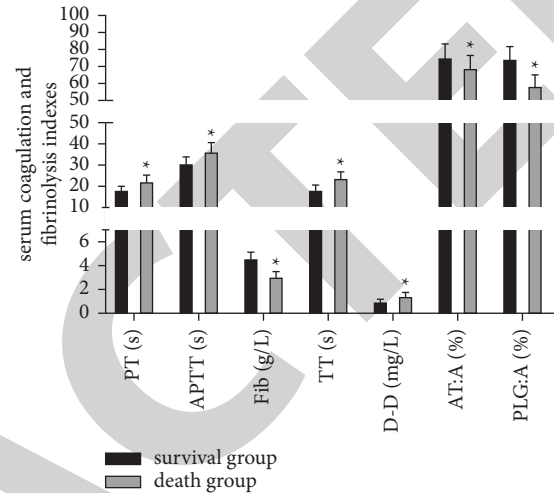 serum coagulation and
fibrinolysis indexes
100
90
80
70
60
50
50
40
30
20
10
6
4
2
0
*
*
*
*
*
*
*
PT (s)
APTT (s)
Fib (g/L)
TT (s)
D-D (mg/L)
AT:A (%)
PLG:A (%)
survival group
death group